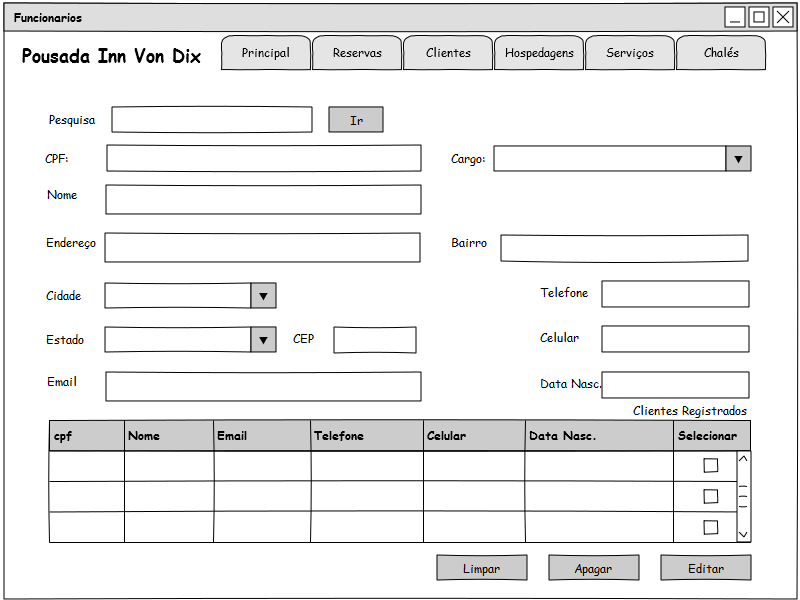 Funcionarios
Pousada Inn Von Dix
Principal
Reservas
Clientes
Hospedagens
Serviços
Chalés
Pesquisa
Ir
CPF:
Cargo:
Nome
Endereço
Bairro
Cidade
Telefone
Estado
CEP
Celular
Email
Data Nasc.
Clientes Registrados
cpf
Nome
Email
Telefone
Celular
Data Nasc.
Selecionar
Limpar
Apagar
Editar